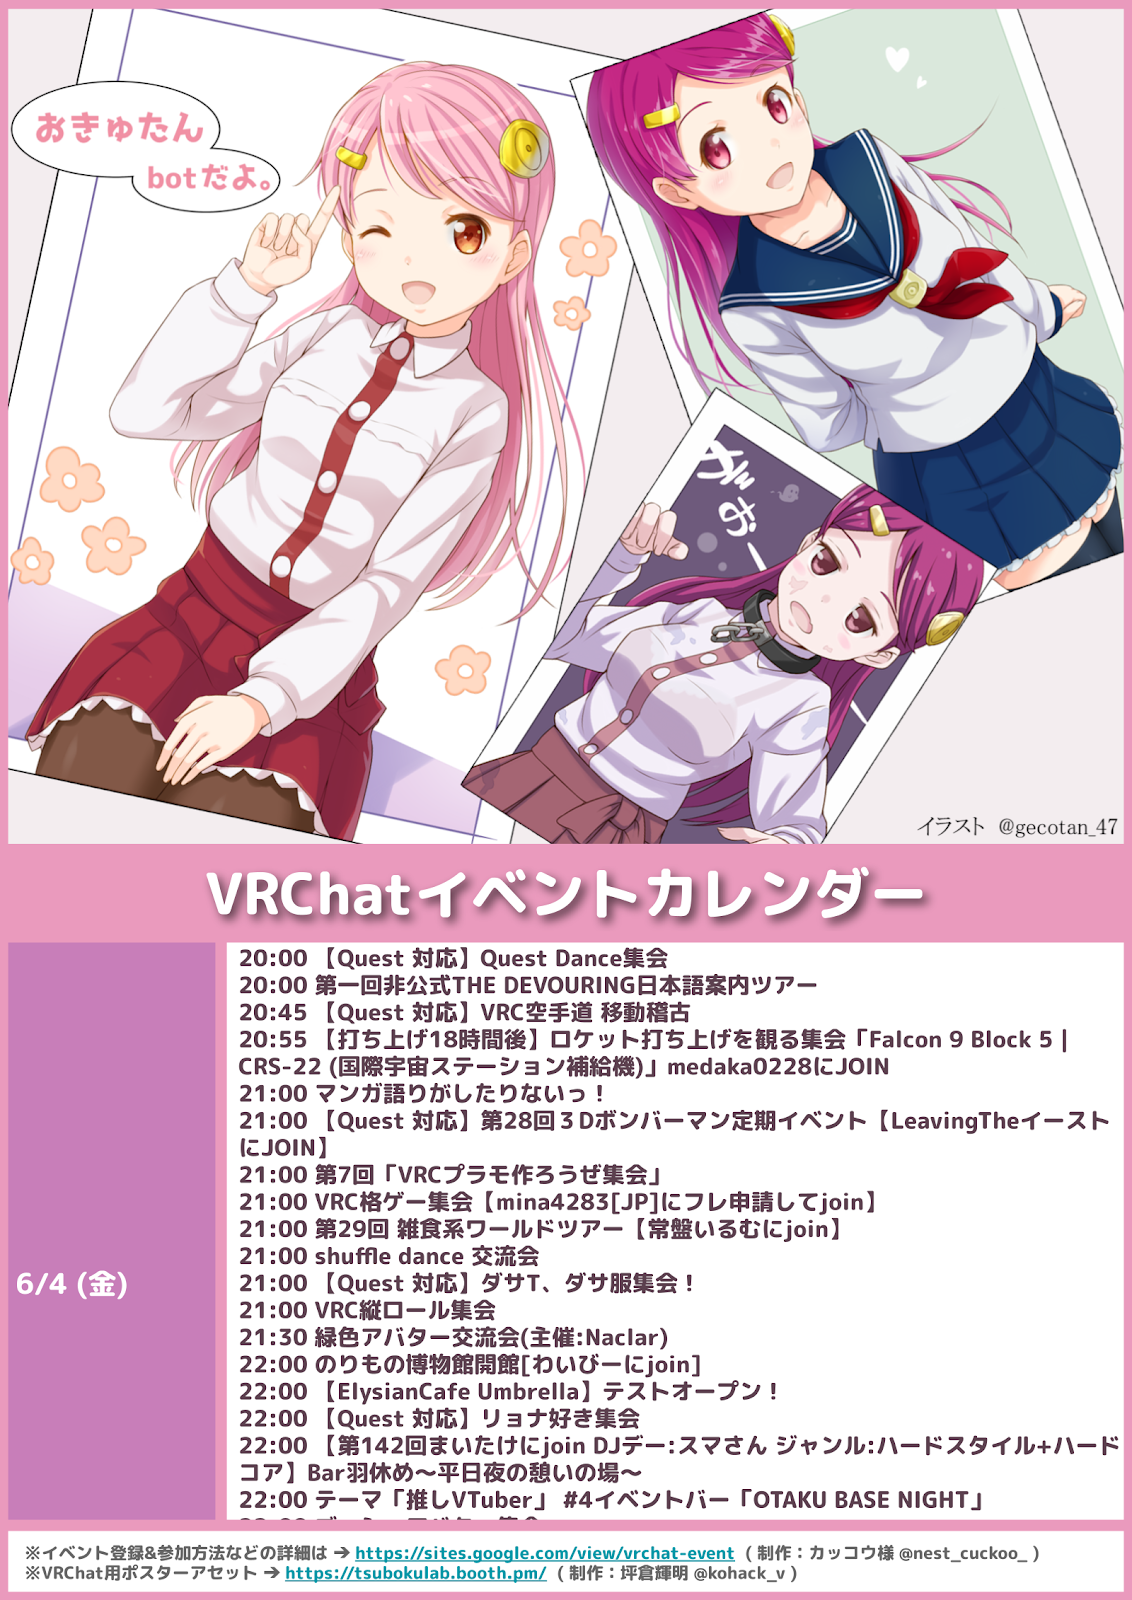 おきゅたん
botだよ。
がおー
イラスト @gecotan_47
VRChatイベントカレンダー
6/4 (金)
20:00 【Quest 対応】Quest Dance集会
20:00 第一回非公式THE DEVOURING日本語案内ツアー
20:45 【Quest 対応】VRC空手道 移動稽古
20:55 【打ち上げ18時間後】ロケット打ち上げを観る集会「Falcon 9 Block 5 |
CRS-22 (国際宇宙ステーション補給機)」medaka0228にJOIN
21:00 マンガ語りがしたりないっ！
21:00 【Quest 対応】第28回３Dボンバーマン定期イベント【LeavingTheイースト
にJOIN】
21:00 第7回「VRCプラモ作ろうぜ集会」
21:00 VRC格ゲー集会【mina4283[JP]にフレ申請してjoin】
21:00 第29回 雑食系ワールドツアー【常盤いるむにjoin】
21:00 shuffle dance 交流会
21:00 【Quest 対応】ダサT、ダサ服集会！
21:00 VRC縦ロール集会
21:30 緑色アバター交流会(主催:Naclar)
22:00 のりもの博物館開館[わいびーにjoin]
22:00 【ElysianCafe Umbrella】テストオープン！
22:00 【Quest 対応】リョナ好き集会
22:00 【第142回まいたけにjoin DJデー:スマさん ジャンル:ハードスタイル+ハード
コア】Bar羽休め～平日夜の憩いの場～
22:00 テーマ「推しVTuber」 #4イベントバー「OTAKU BASE NIGHT」
※イベント登録&参加方法などの詳細は ➔ https://sites.google.com/view/vrchat-event ( 制作：カッコウ様 @nest_cuckoo_ )
※VRChat用ポスターアセット ➔ https://tsubokulab.booth.pm/ ( 制作：坪倉輝明 @kohack_v )